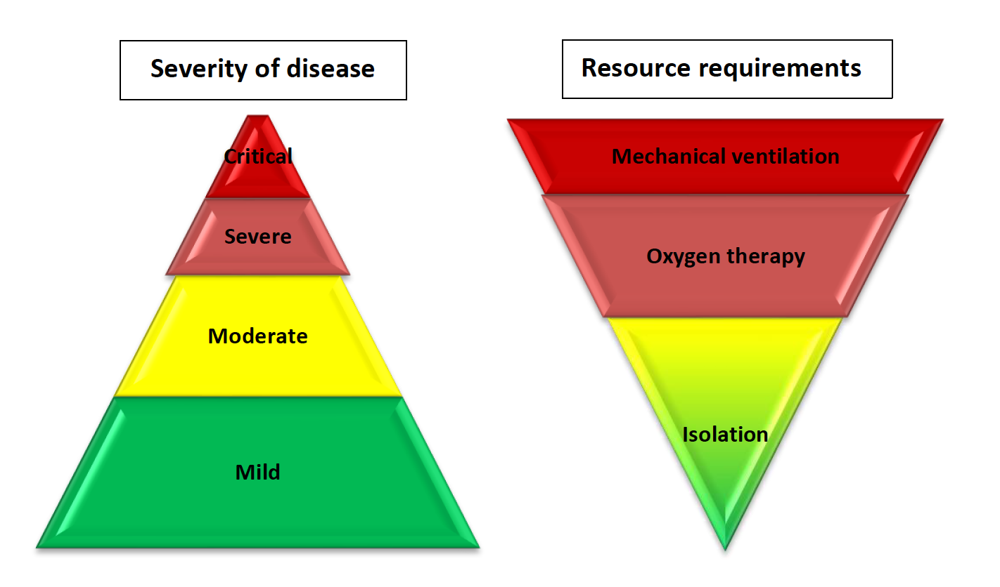 Severity of disease
Critical
Severe
Moderate
Mild
Resource requirements
Mechanical ventilation
Oxygen therapy
Isolation